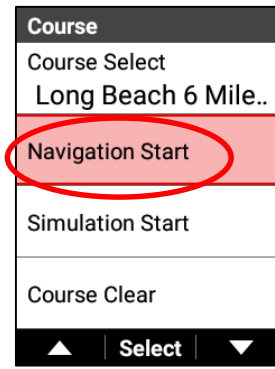 Course
Course Select
Long Beach 6 Mile..
Navigation Start
Simulation Start
Course Clear
Select